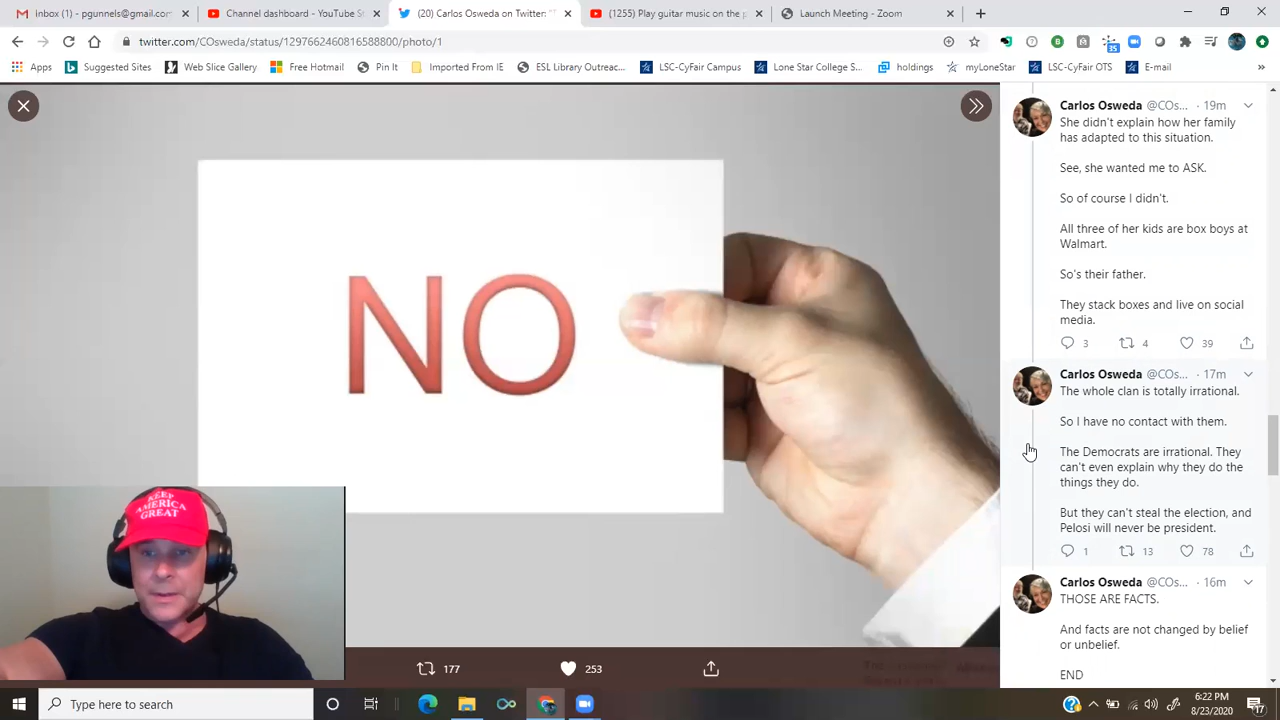 Inbox (1) - pgunnels@gmail.com
Channel dashboard - YouTube St
(20) Carlos Osweda on Twitter: "T
(1255) Play guitar music on the p
Launch Meeting - Zoom
twitter.com/COsweda/status/1297662460816588800/photo/1
35
Apps
Suggested Sites
Web Slice Gallery
Free Hotmail
Pin It
Imported From IE
ESL Library Outreac...
LSC-CyFair Campus
Lone Star College S...
holdings
myLoneStar
LSC-CyFair OTS
E-mail
NO
KEEP
AMERICA
GREAT
177
253
Carlos Osweda @COs... · 19m
She didn't explain how her family
has adapted to this situation.
See, she wanted me to ASK.
So of course I didn't.
All three of her kids are box boys at
Walmart.
So's their father.
They stack boxes and live on social
media.
3 4 39
Carlos Osweda @COs... · 17m
The whole clan is totally irrational.
So I have no contact with them.
The Democrats are irrational. They
can't even explain why they do the
things they do.
But they can't steal the election, and
Pelosi will never be president.
1 13 78
Carlos Osweda @COs... · 16m
THOSE ARE FACTS.
And facts are not changed by belief
or unbelief.
END
Type here to search
6:22 PM
8/23/2020
17